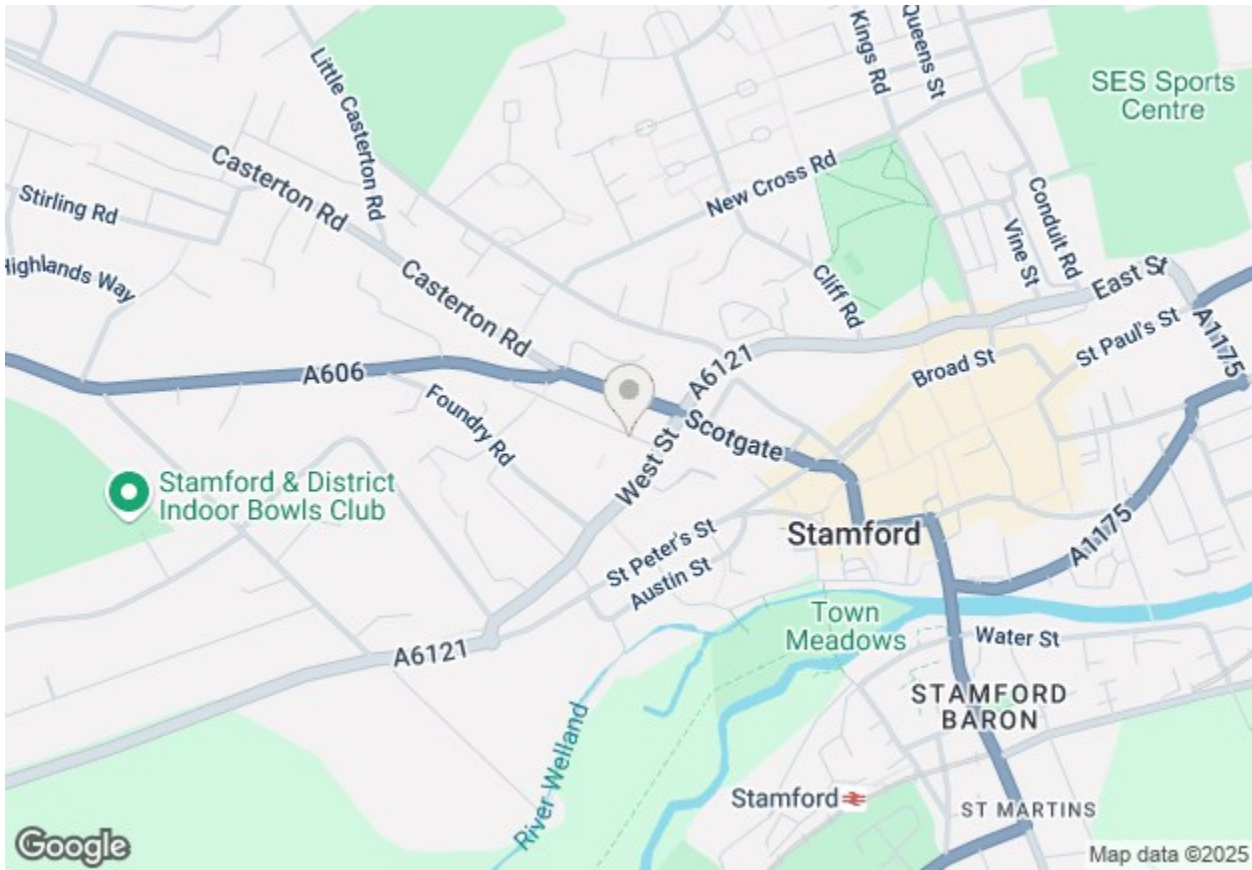 Queens St
Kings Rd
SES Sports
Centre
Little Casterton Rd
Casterton Rd
New Cross Rd
Conduit Rd
Stirling Rd
Vine St
Highlands Way
Casterton Rd
Cliff Rd
East St
St Paul's St
A1175
A6121
Broad St
A606
Foundry Rd
Scotgate
West St
Stamford & District
Indoor Bowls Club
Stamford
A1175
St Peter's St
Austin St
Town
Meadows
Water St
A6121
STAMFORD
BARON
River Welland
Stamford
ST MARTINS
Google
Map data ©2025